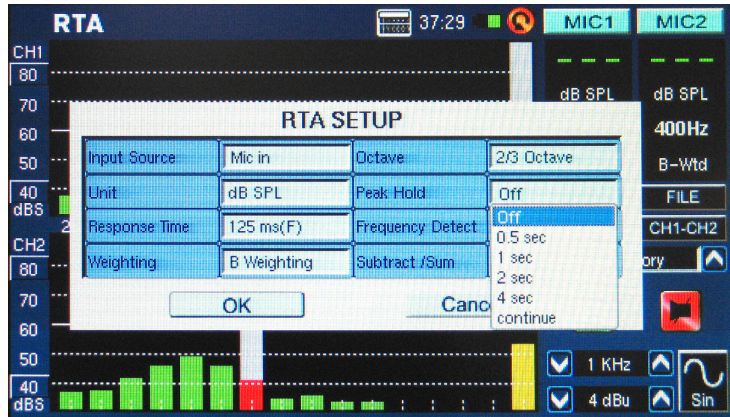 RTA 37:29 MIC1 MIC2
CH1
80
70
60
50
40
dBS
CH2
80
70
60
50
40
dBS
--- ---
dB SPL dB SPL
400Hz
B-Wtd
FILE
CH1-CH2
RTA SETUP
Input Source Mic in Octave 2/3 Octave
Unit dB SPL Peak Hold Off
Response Time 125 ms(F) Frequency Detect
Weighting B Weighting Subtract /Sum
Off
0.5 sec
1 sec
2 sec
4 sec
continue
OK Canc
ory
1 KHz
4 dBu Sin